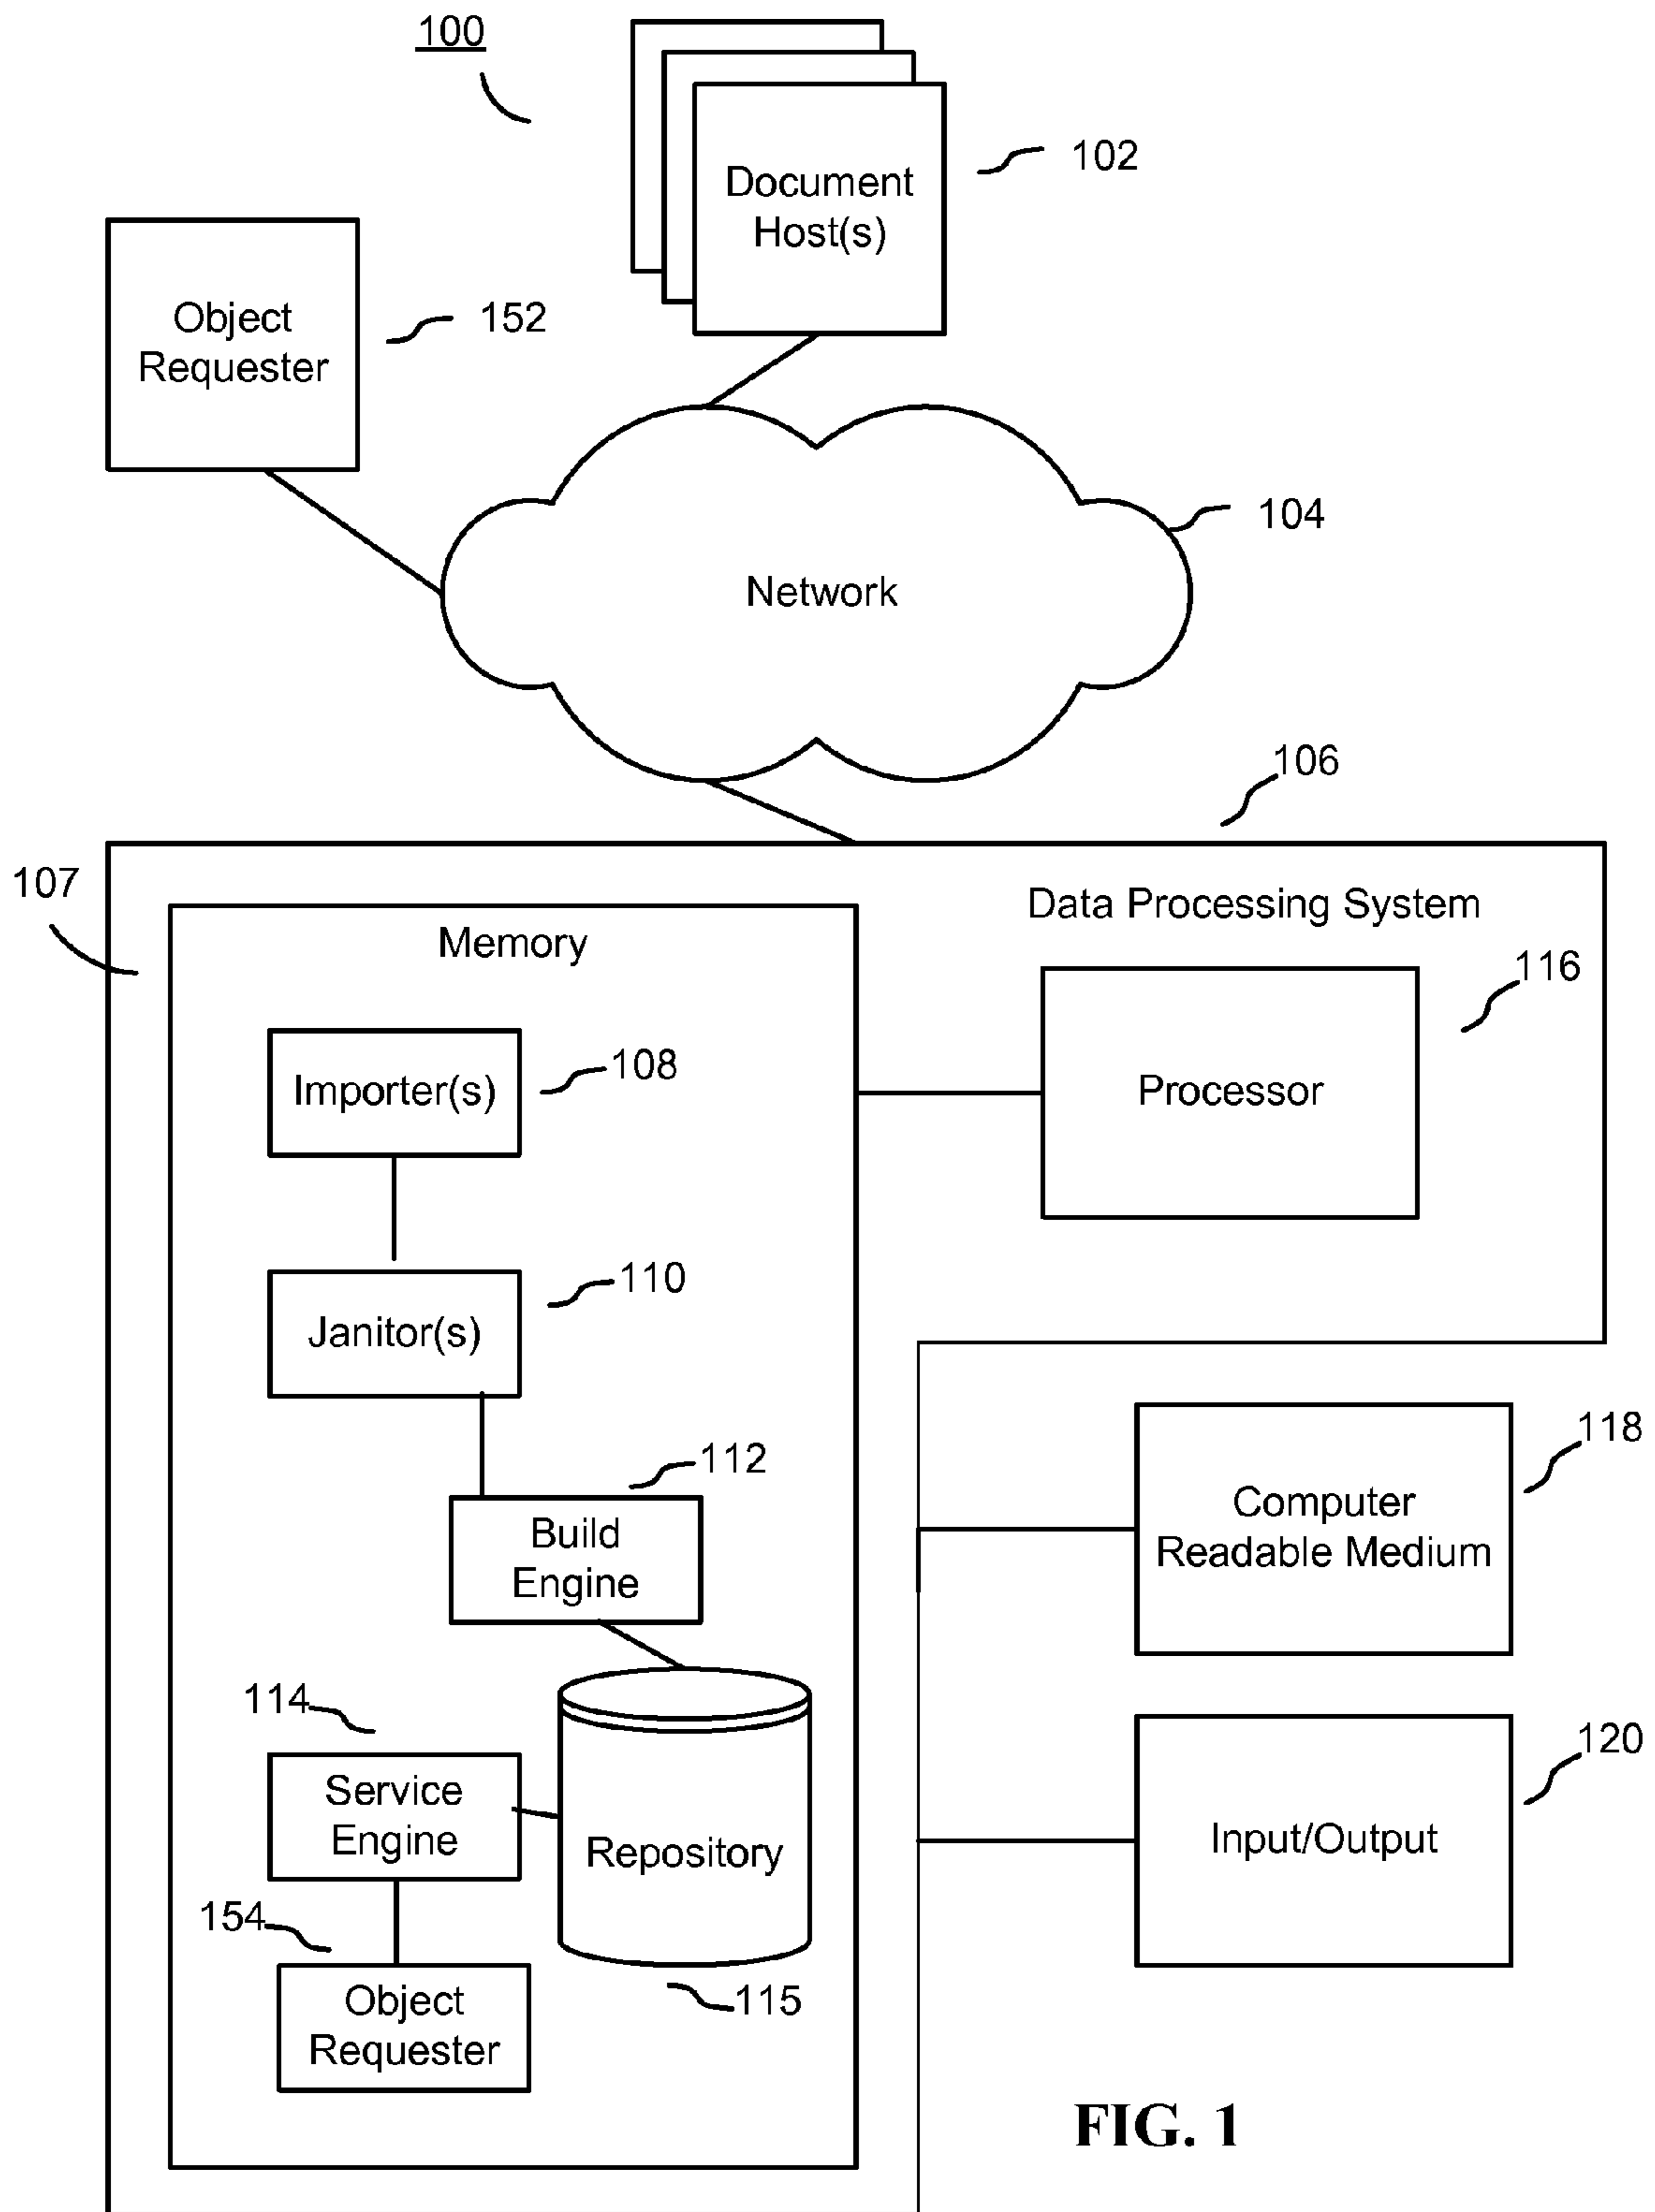 100
Document
Host(s)
102
Object
Requester
152
104
Network
106
107
Data Processing System
Memory
116
Processor
Importer(s)
108
Janitor(s)
110
112
Build
Engine
118
Computer
Readable Medium
114
Service
Engine
Repository
120
Input/Output
154
115
Object
Requester
FIG. 1